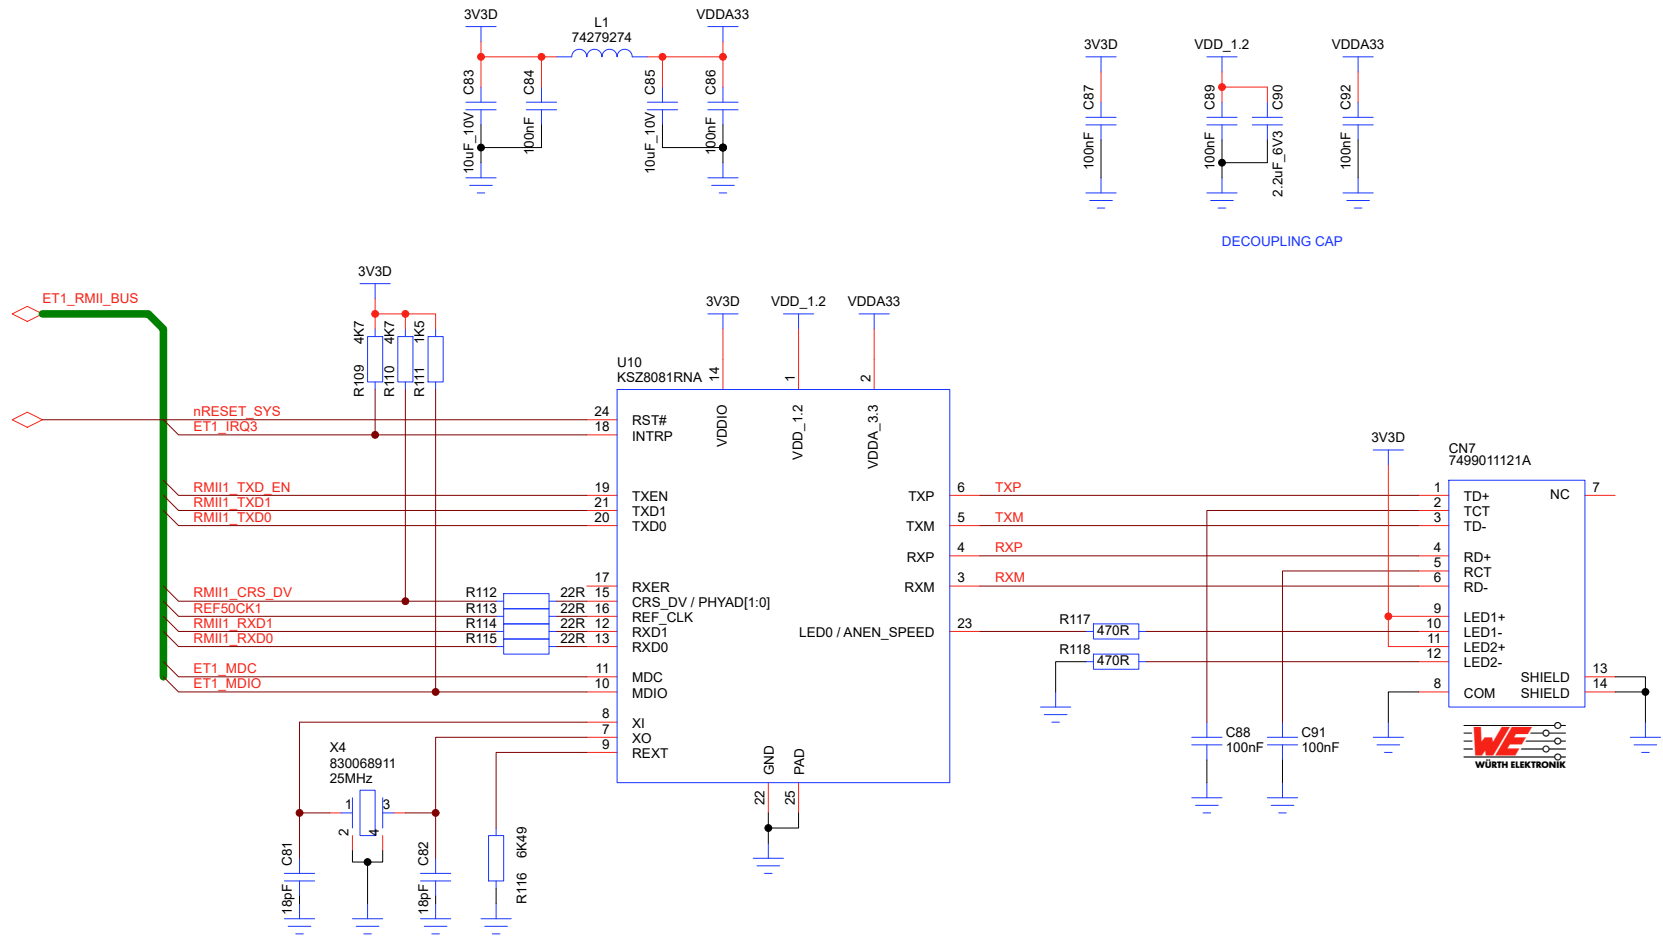 3V3D
VDDA33
L1
74279274
C83
10uF_10V
C84
100nF
C85
10uF_10V
C86
100nF
3V3D
VDD_1.2
VDDA33
C87
100nF
C89
100nF
C90
2.2uF_6V3
C92
100nF
DECOUPLING CAP
ET1_RMII_BUS
3V3D
4K7
R109
4K7
R110
1K5
R111
3V3D
VDD_1.2
VDDA33
U10
KSZ8081RNA
14
1
2
VDDIO
VDD_1.2
VDDA_3.3
nRESET_SYS
24
RST#
ET1_IRQ3
18
INTRP
RMII1_TXD_EN
19
TXEN
RMII1_TXD1
21
TXD1
RMII1_TXD0
20
TXD0
17
RXER
RMII1_CRS_DV
R112
22R
15
CRS_DV / PHYAD[1:0]
REF50CK1
R113
22R
16
REF_CLK
RMII1_RXD1
R114
22R
12
RXD1
RMII1_RXD0
R115
22R
13
RXD0
ET1_MDC
11
MDC
ET1_MDIO
10
MDIO
8
XI
7
XO
9
REXT
TXP
6
TXP
TXM
5
TXM
RXP
4
RXP
RXM
3
RXM
LED0 / ANEN_SPEED
23
GND
PAD
22
25
X4
830068911
25MHz
1
3
2
4
C81
18pF
C82
18pF
6K49
R116
R117
470R
R118
470R
C88
100nF
C91
100nF
3V3D
CN7
7499011121A
1
TD+
2
TCT
3
TD-
4
RD+
5
RCT
6
RD-
9
LED1+
10
LED1-
11
LED2+
12
LED2-
8
COM
NC
7
SHIELD
13
SHIELD
14
WE
WÜRTH ELEKTRONIK